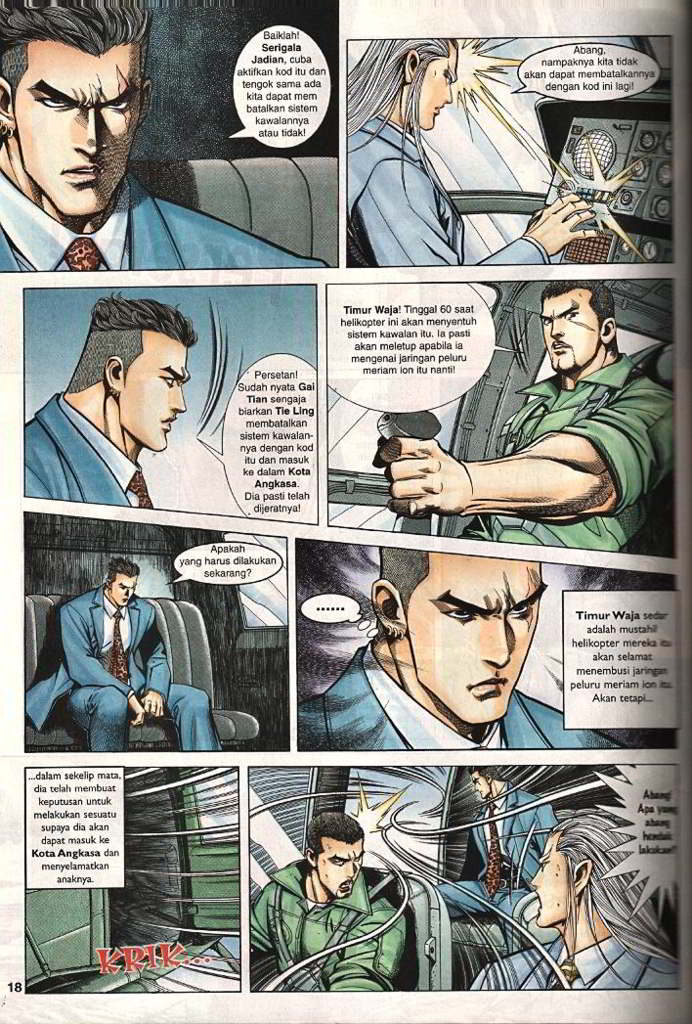 Baiklah!
Serigala
Jadian, cuba
aktifkan kod itu dan
tengok sama ada
kita dapat mem
batalkan sistem
kawalannya
atau tidak!
Abang,
nampaknya kita tidak
akan dapat membatalkannya
dengan kod ini lagi!
Persetan!
Sudah nyata Gai
Tian sengaja
biarkan Tie Ling
membatalkan
sistem kawalan-
nya dengan kod
itu dan masuk
ke dalam Kota
Angkasa.
Dia pasti telah
dijeratnya!
Timur Waja! Tinggal 60 saat
helikopter ini akan menyentuh
sistem kawalan itu. Ia pasti
akan meletup apabila ia
mengenai jaringan peluru
meriam ion itu nanti!
Apakah
yang harus dilakukan
sekarang?
......
Timur Waja sedar
adalah mustahil
helikopter mereka itu
akan selamat
menembusi jaringan
peluru meriam ion itu.
Akan tetapi...
...dalam sekelip mata,
dia telah membuat
keputusan untuk
melakukan sesuatu
supaya dia akan
dapat masuk ke
Kota Angkasa dan
menyelamatkan
anaknya.
KRIK...
Abang!
Apa yang
abang
hendak
lakukan?
18